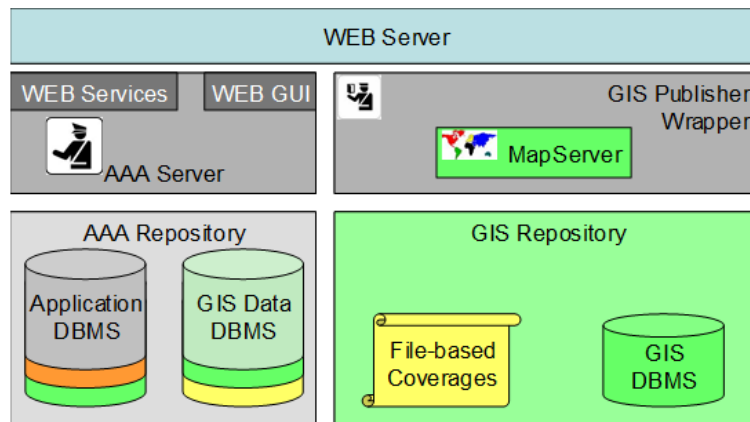 WEB Server
WEB Services
WEB GUI
AAA Server
GIS Publisher
Wrapper
MapServer
AAA Repository
Application
DBMS
GIS Data
DBMS
GIS Repository
File-based
Coverages
GIS
DBMS